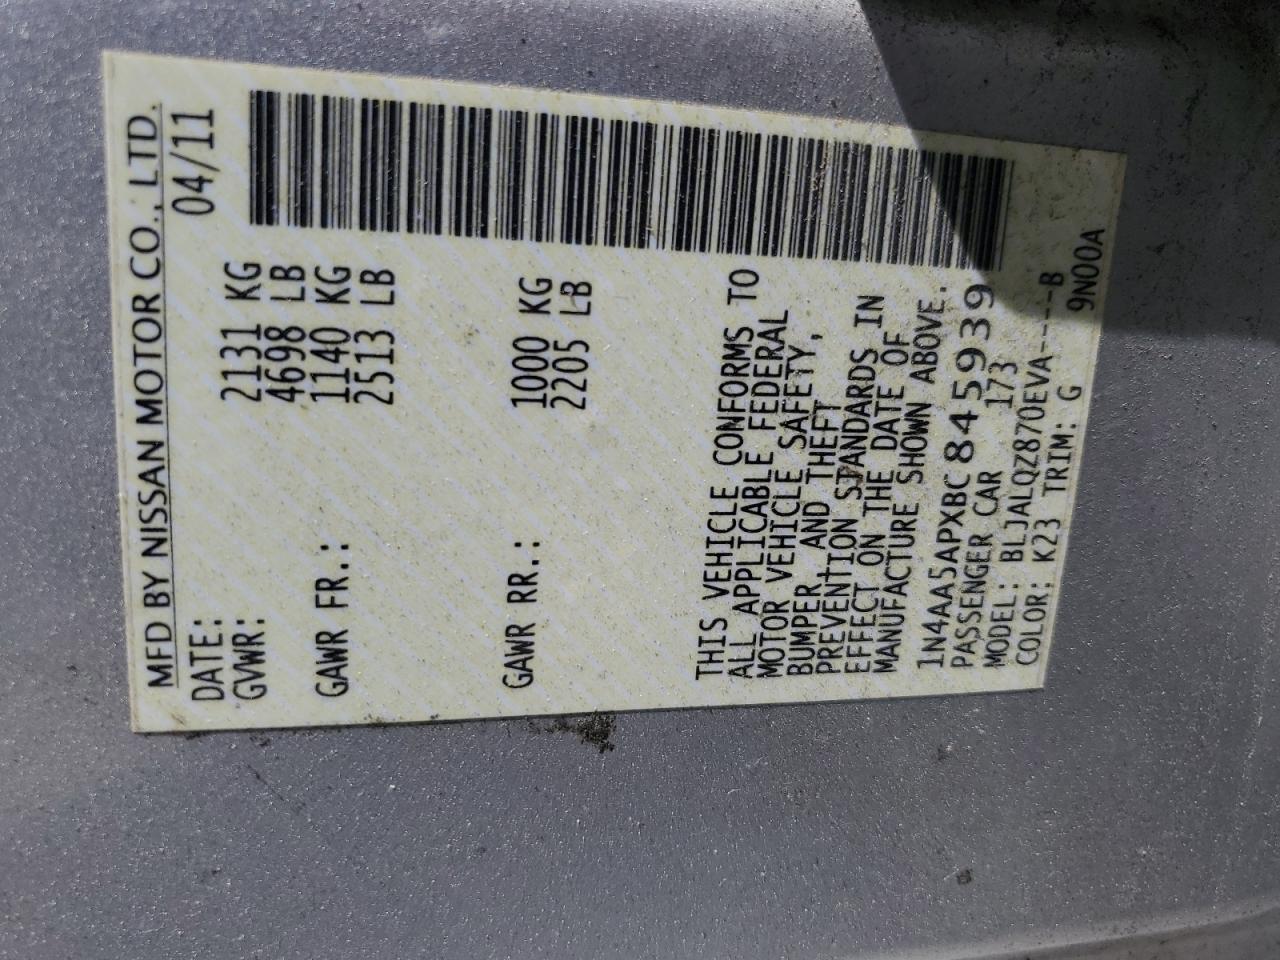 MFD BY NISSAN MOTOR CO., LTD.
DATE: 04/11
GVWR: 2131 KG
4698 LB
GAWR FR.: 1140 KG
2513 LB
GAWR RR.: 1000 KG
2205 LB
THIS VEHICLE CONFORMS TO
ALL APPLICABLE FEDERAL
MOTOR VEHICLE SAFETY,
BUMPER, AND THEFT
PREVENTION STANDARDS IN
EFFECT ON THE DATE OF
MANUFACTURE SHOWN ABOVE.
1N4AA5APXBC845939
PASSENGER CAR 173
MODEL: BLJALQZ870EVA-----B
COLOR: K23 TRIM: G 9N00A